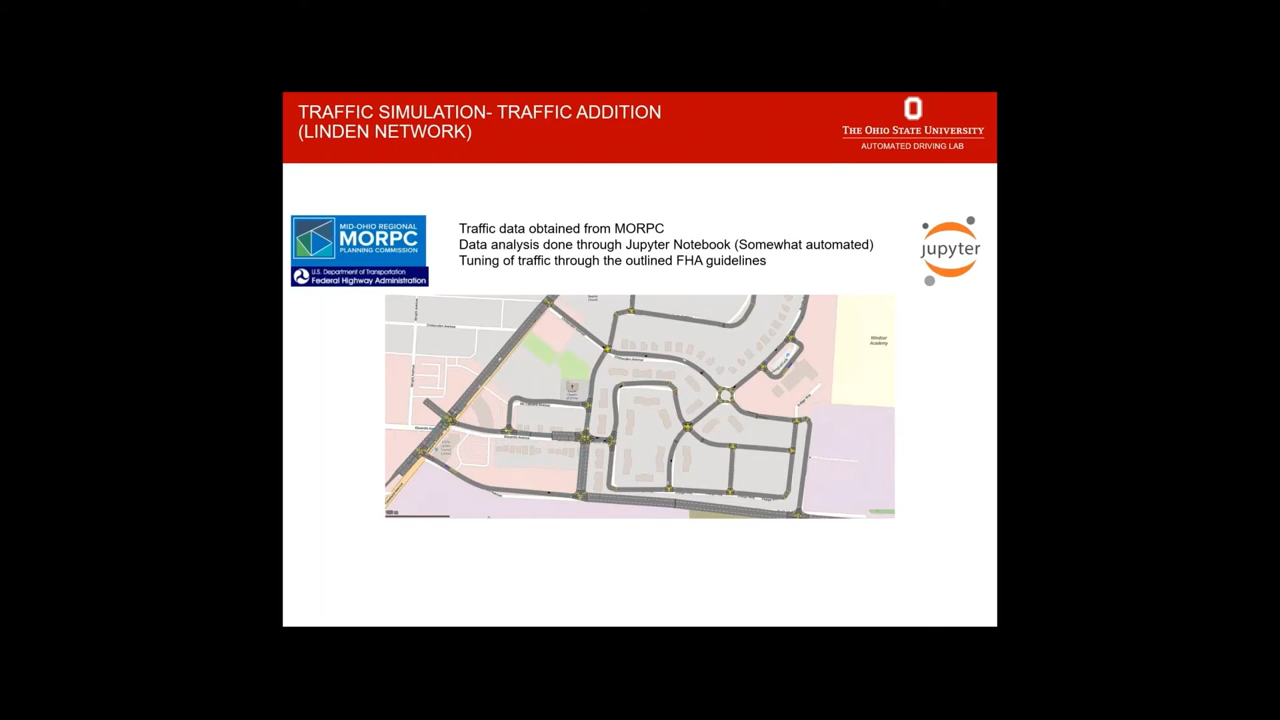 TRAFFIC SIMULATION- TRAFFIC ADDITION
(LINDEN NETWORK)
THE OHIO STATE UNIVERSITY
AUTOMATED DRIVING LAB
MID-OHIO REGIONAL
MORPC
PLANNING COMMISSION
U.S. Department of Transportation
Federal Highway Administration
Traffic data obtained from MORPC
Data analysis done through Jupyter Notebook (Somewhat automated)
Tuning of traffic through the outlined FHA guidelines
jupyter
Windsor
Academy